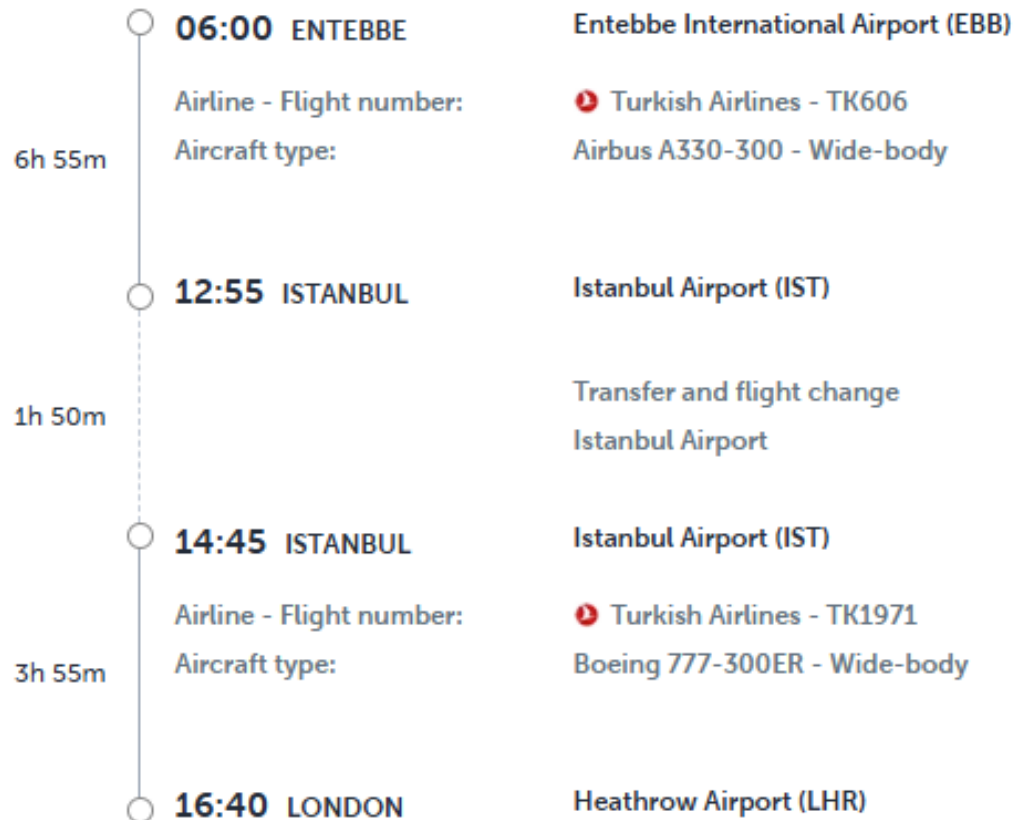 06:00 ENTEBBE Entebbe International Airport (EBB)
Airline - Flight number: Turkish Airlines - TK606
6h 55m Aircraft type: Airbus A330-300 - Wide-body
12:55 ISTANBUL Istanbul Airport (IST)
Transfer and flight change
1h 50m
Istanbul Airport
14:45 ISTANBUL Istanbul Airport (IST)
Airline - Flight number: Turkish Airlines - TK1971
3h 55m Aircraft type: Boeing 777-300ER - Wide-body
16:40 LONDON Heathrow Airport (LHR)